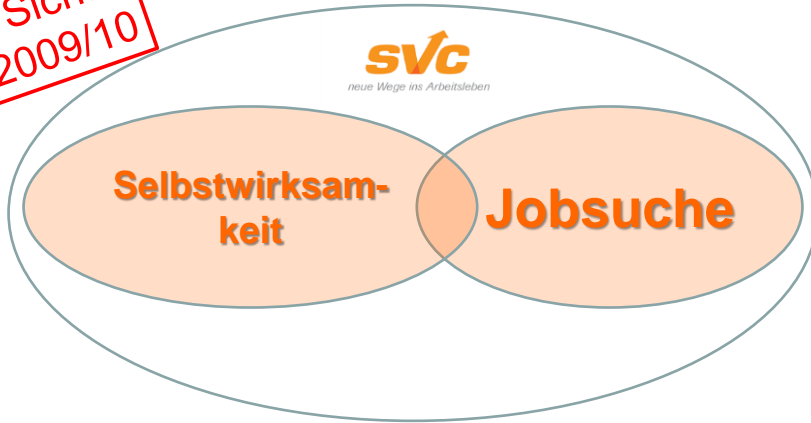 2009/10
svc
neue Wege ins Arbeitsleben
Selbstwirksam-
keit
Jobsuche